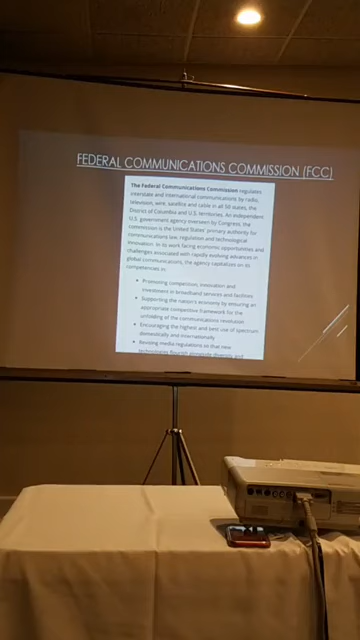 FEDERAL COMMUNICATIONS COMMISSION (FCC)
The Federal Communications Commission regulates
interstate and international communications by radio,
television, wire, satellite and cable in all 50 states, the
District of Columbia and U.S. territories. An independent
U.S. government agency overseen by Congress, the
commission is the United States' primary authority for
communications law, regulation and technological
innovation. In its work facing economic opportunities and
challenges associated with rapidly evolving advances in
global communications, the agency capitalizes on its
competencies in:
• Promoting competition, innovation and
investment in broadband services and facilities
• Supporting the nation's economy by ensuring an
appropriate competitive framework for the
unfolding of the communications revolution
• Encouraging the highest and best use of spectrum
domestically and internationally
• Revising media regulations so that new
technologies flourish alongside diversity and